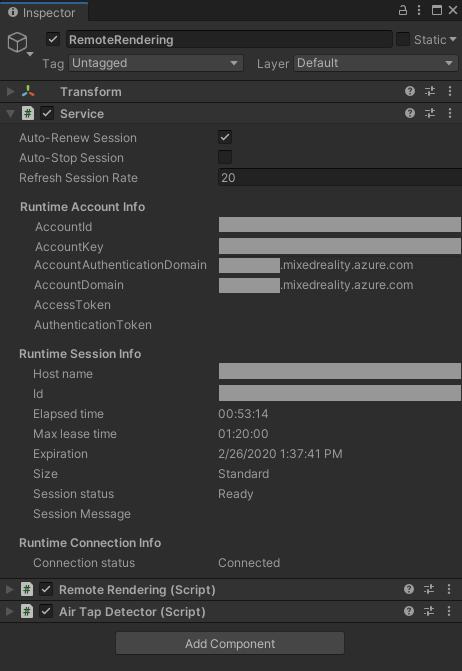 Inspector
RemoteRendering Static
Tag Untagged Layer Default
Transform
# Service
Auto-Renew Session
Auto-Stop Session
Refresh Session Rate 20
Runtime Account Info
AccountId
AccountKey
AccountAuthenticationDomain .mixedreality.azure.com
AccountDomain .mixedreality.azure.com
AccessToken
AuthenticationToken
Runtime Session Info
Host name
Id
Elapsed time 00:53:14
Max lease time 01:20:00
Expiration 2/26/2020 1:37:41 PM
Size Standard
Session status Ready
Session Message
Runtime Connection Info
Connection status Connected
# Remote Rendering (Script)
# Air Tap Detector (Script)
Add Component